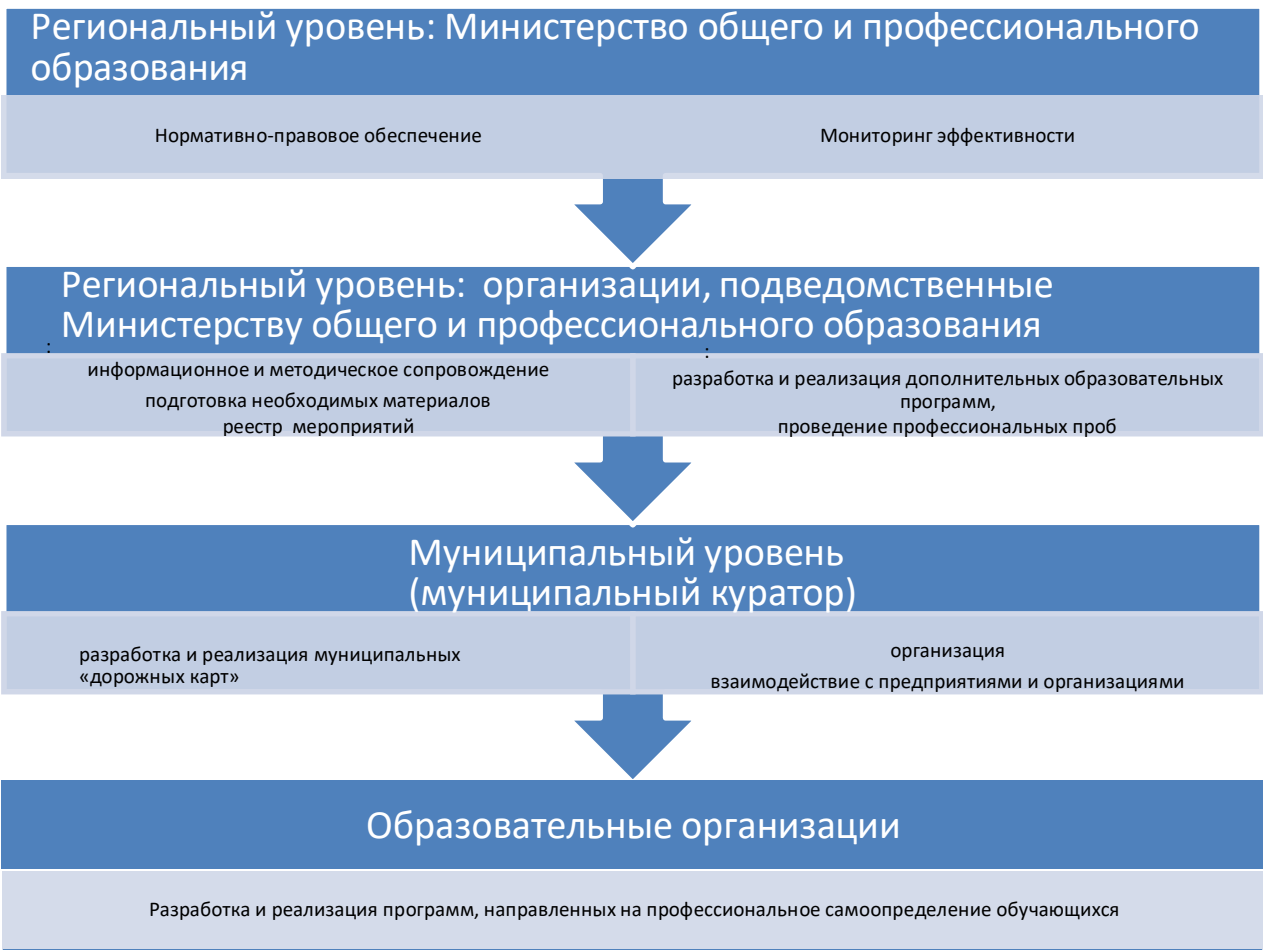 Региональный уровень: Министерство общего и профессионального
образования
Нормативно-правовое обеспечение
Мониторинг эффективности
Региональный уровень: организации, подведомственные
Министерству общего и профессионального образования
:
информационное и методическое сопровождение
подготовка необходимых материалов
реестр мероприятий
:
разработка и реализация дополнительных образовательных
программ,
проведение профессиональных проб
Муниципальный уровень
(муниципальный куратор)
разработка и реализация муниципальных
«дорожных карт»
организация
взаимодействие с предприятиями и организациями
Образовательные организации
Разработка и реализация программ, направленных на профессиональное самоопределение обучающихся